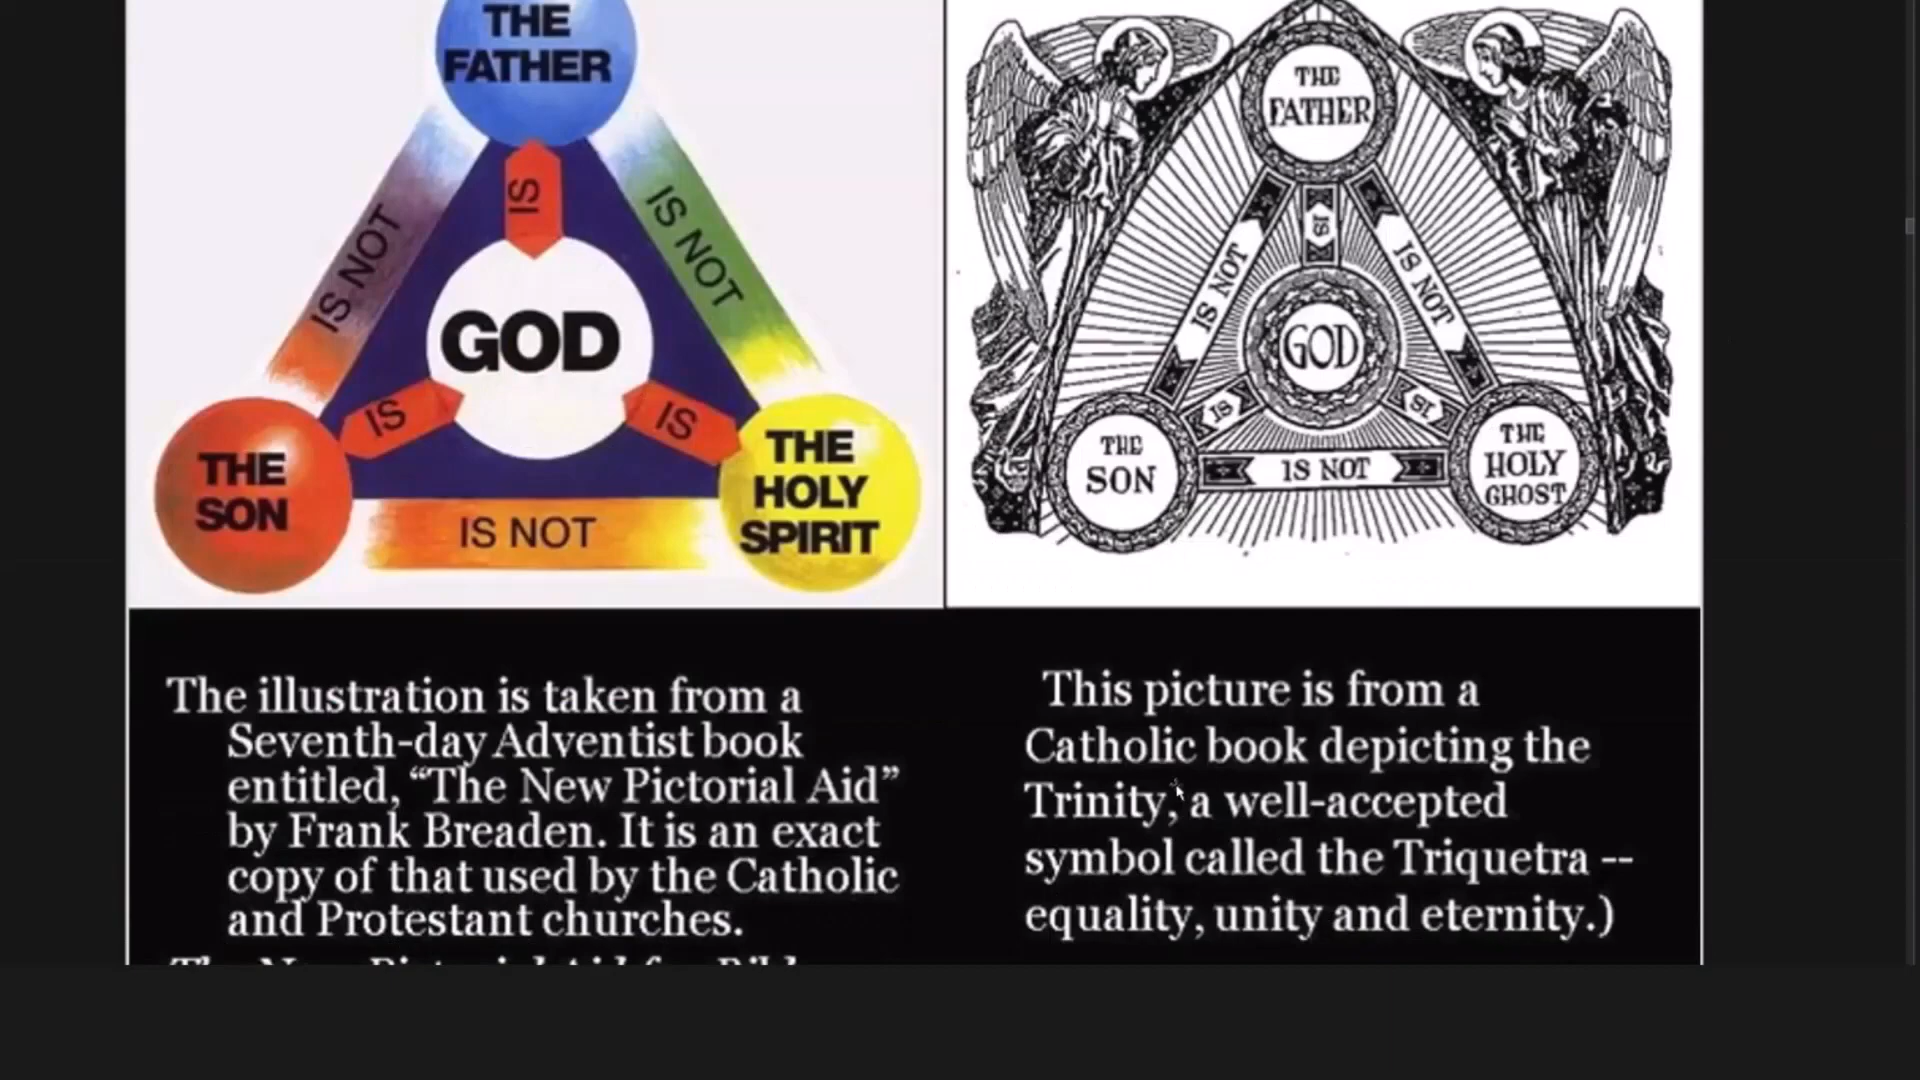 THE
FATHER
IS
IS NOT
IS NOT
GOD
IS
IS
THE
SON
THE
HOLY
SPIRIT
IS NOT
THE
FATHER
IS
IS NOT
IS NOT
GOD
IS
IS
THE
SON
IS NOT
THE
HOLY
GHOST
The illustration is taken from a
Seventh-day Adventist book
entitled, “The New Pictorial Aid”
by Frank Breaden. It is an exact
copy of that used by the Catholic
and Protestant churches.
This picture is from a
Catholic book depicting the
Trinity, a well-accepted
symbol called the Triquetra --
equality, unity and eternity.)